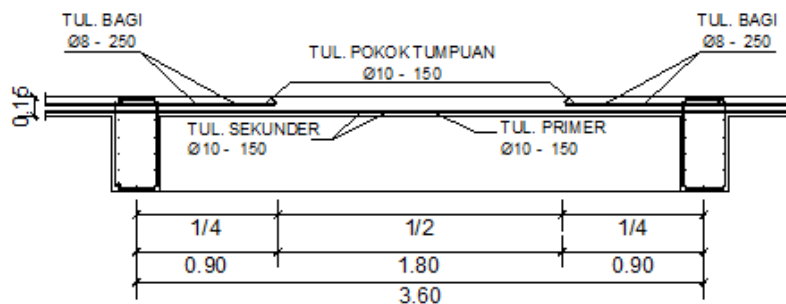 TUL. BAGI
Ø8 - 250
TUL. POKOK TUMPUAN
Ø10 - 150
TUL. BAGI
Ø8 - 250
0.15
TUL. SEKUNDER
Ø10 - 150
TUL. PRIMER
Ø10 - 150
1/4
1/2
1/4
0.90
1.80
0.90
3.60